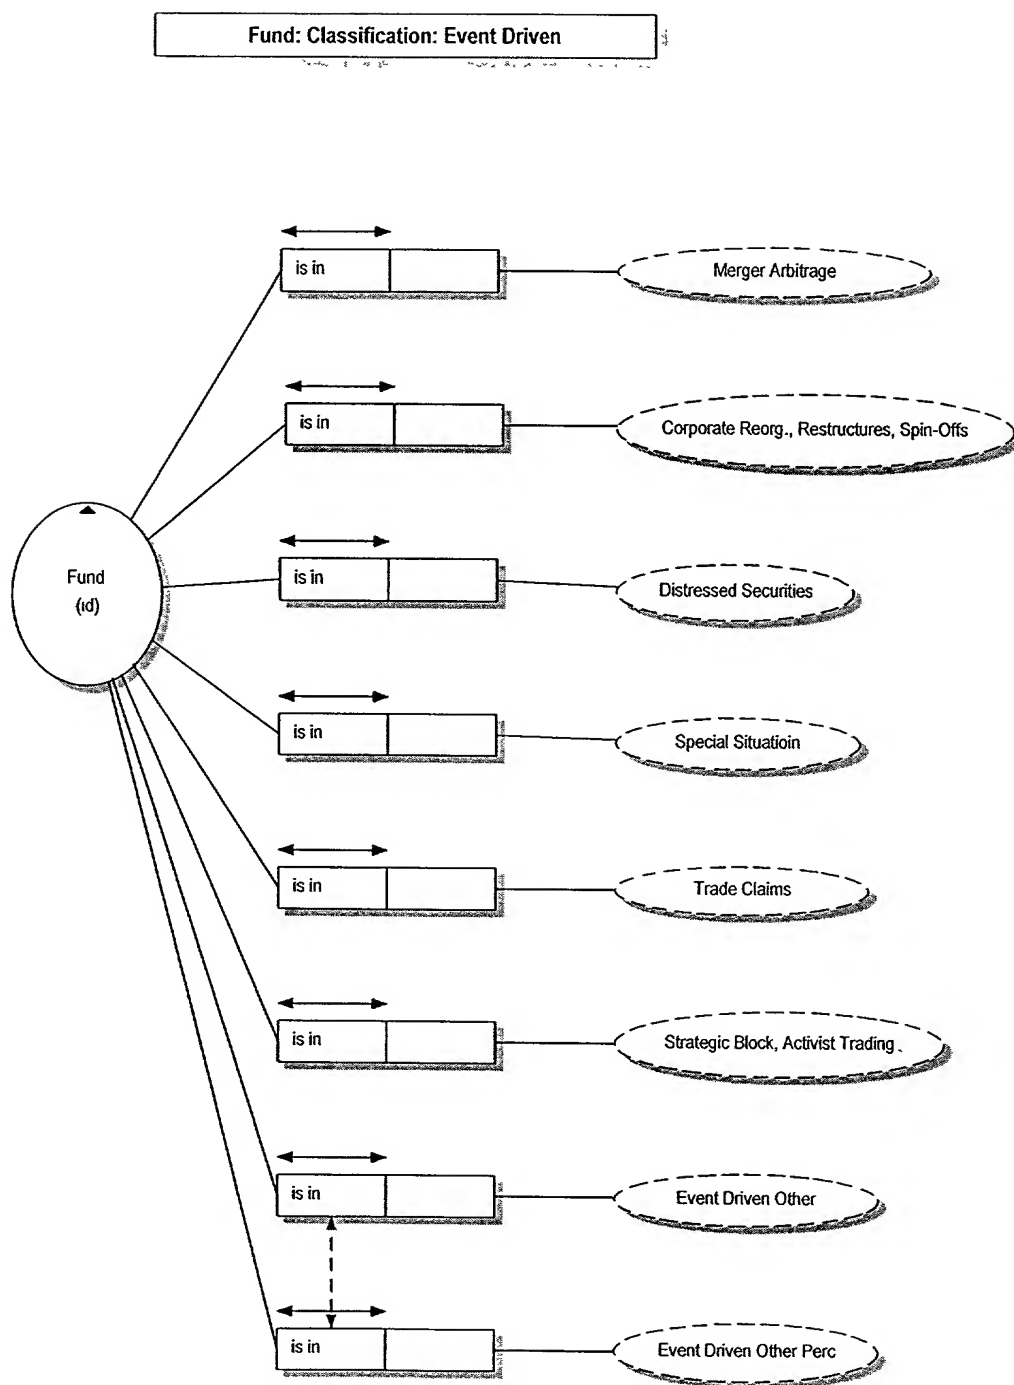 Fund: Classification: Event Driven
is in
Merger Arbitrage
is in
Corporate Reorg., Restructures, Spin-Offs
Fund
(id)
is in
Distressed Securities
is in
Special Situatioin
is in
Trade Claims
is in
Strategic Block, Activist Trading
is in
Event Driven Other
is in
Event Driven Other Perc